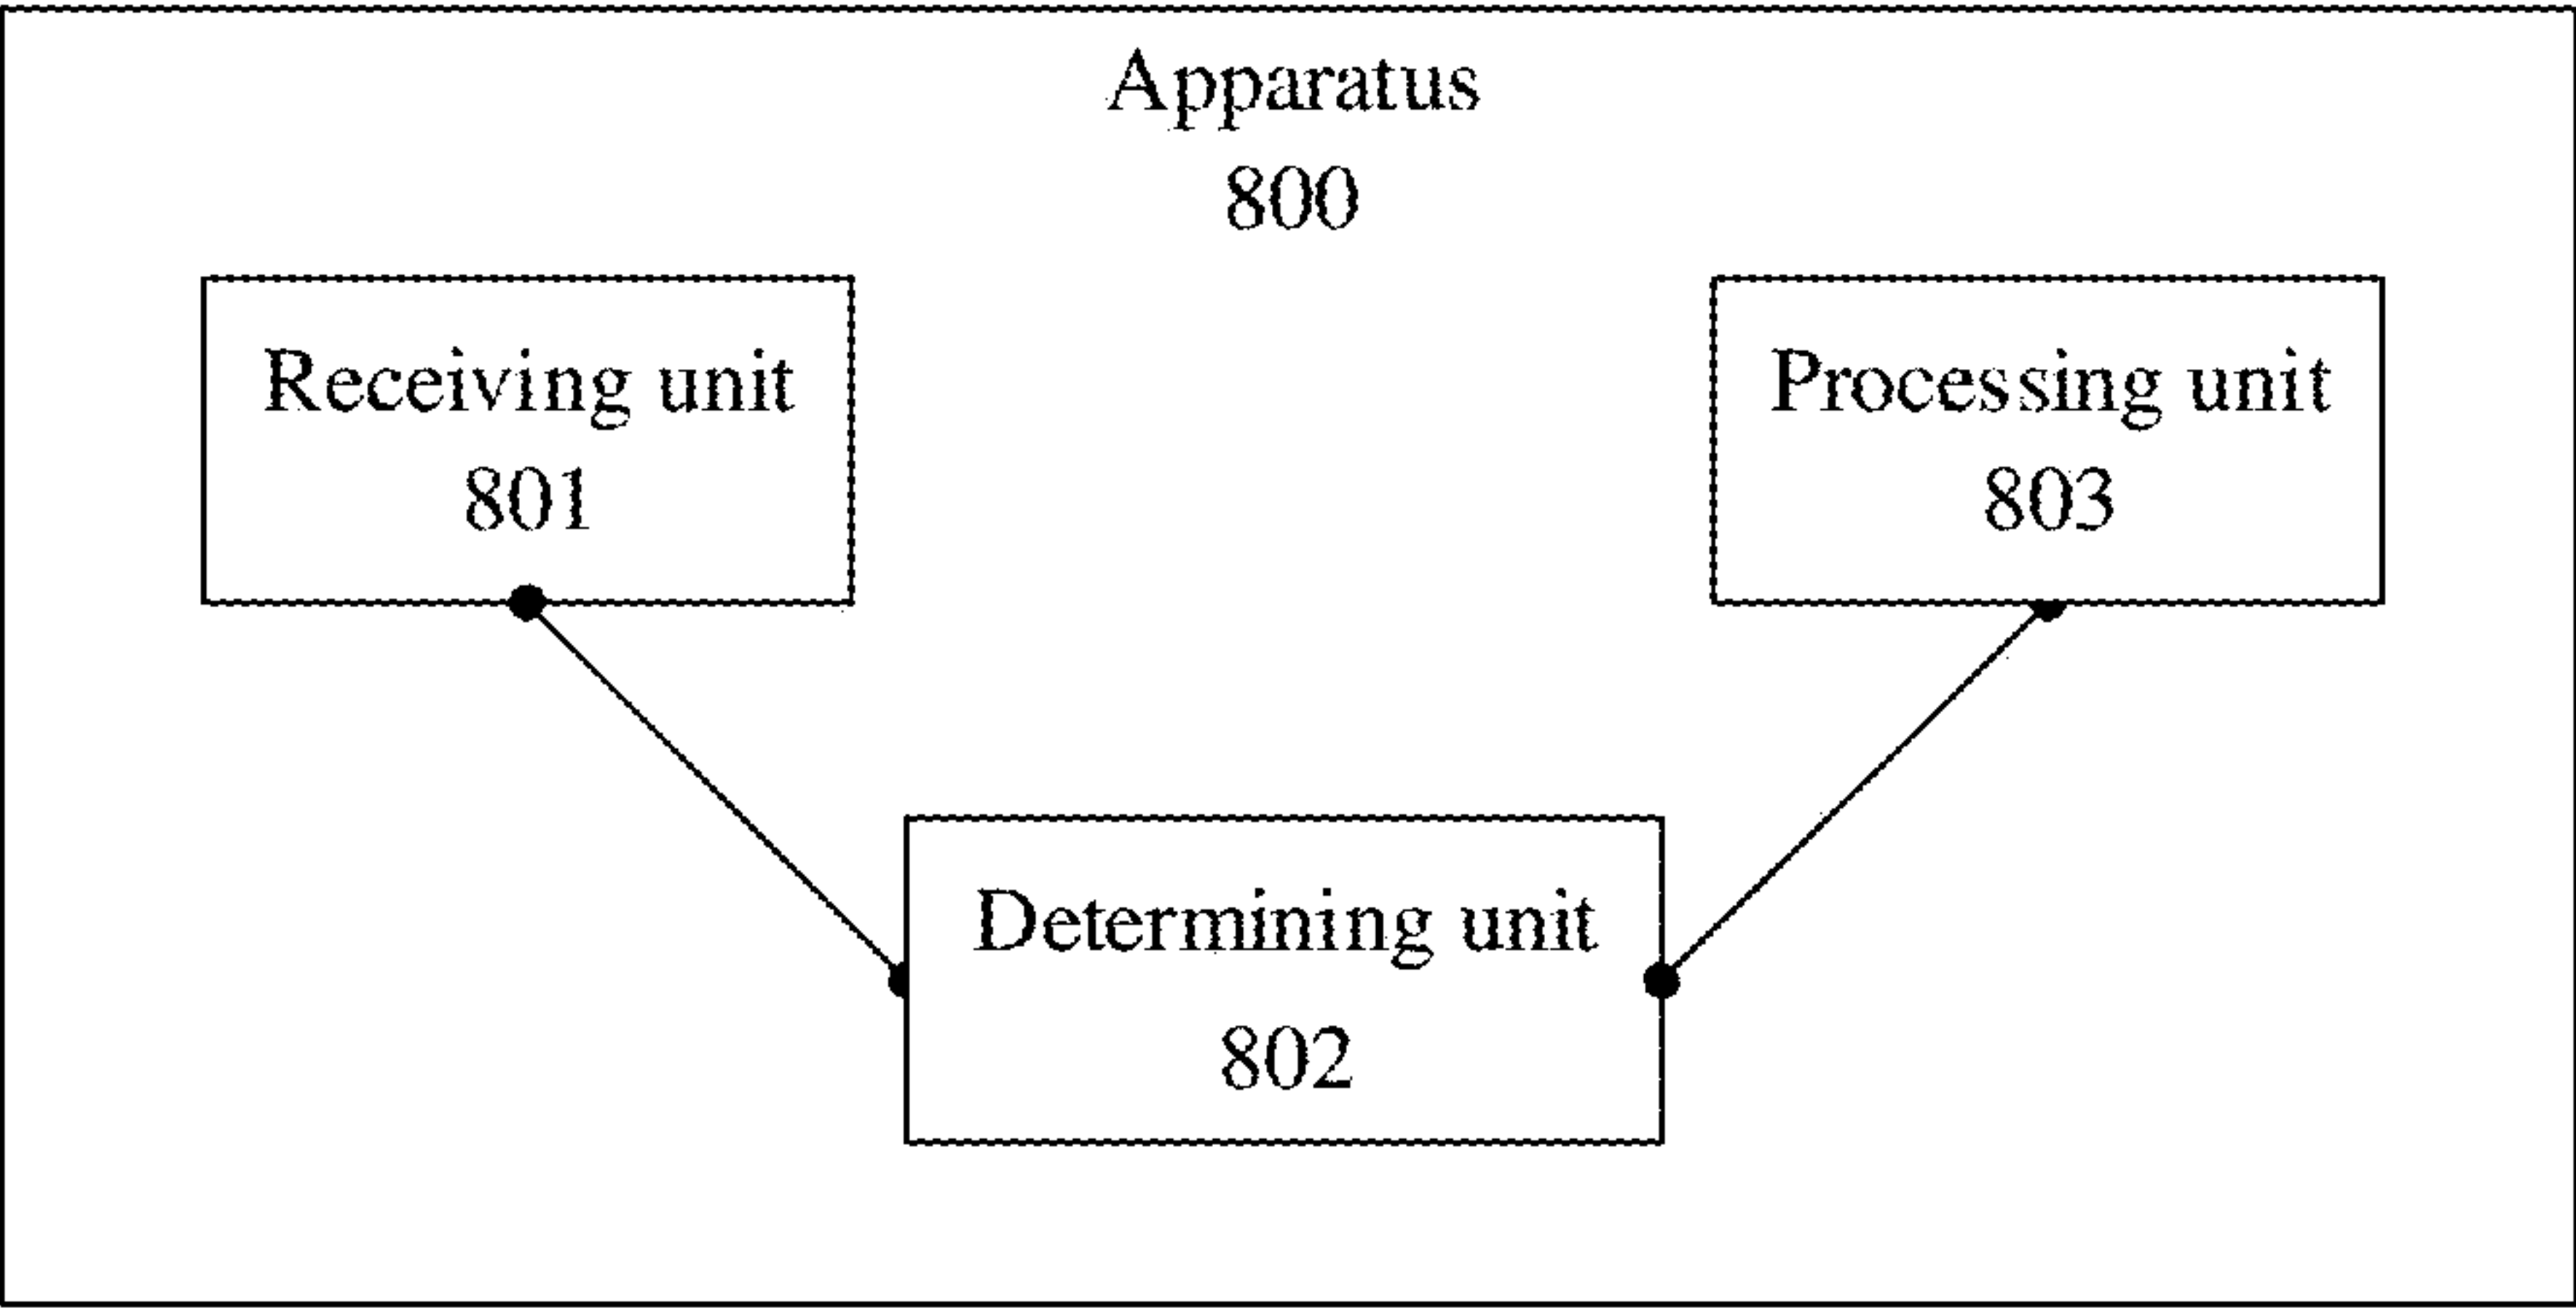 Apparatus
800
Receiving unit
801
Processing unit
803
Determining unit
802